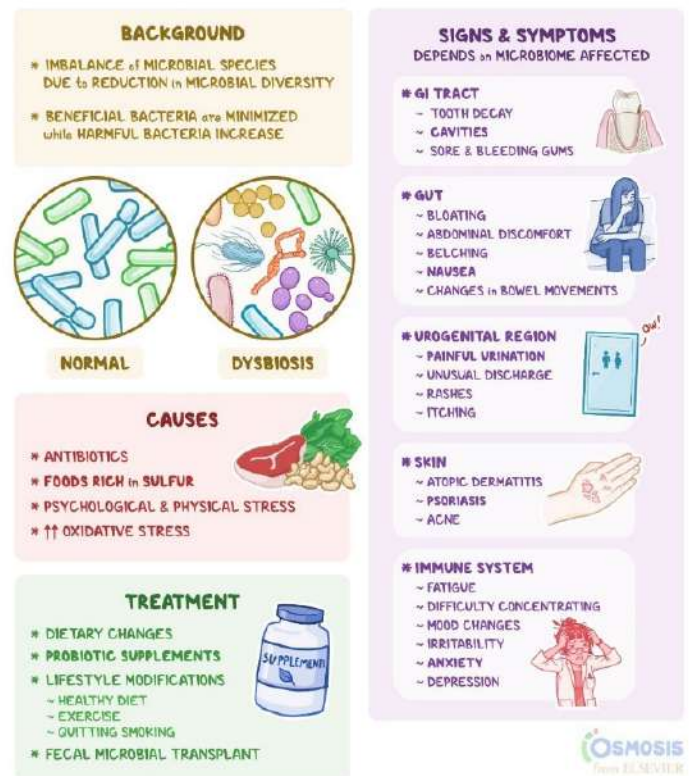 BACKGROUND
* IMBALANCE of MICROBIAL SPECIES
DUE to REDUCTION in MICROBIAL DIVERSITY
* BENEFICIAL BACTERIA are MINIMIZED
while HARMFUL BACTERIA INCREASE
NORMAL
DYSBIOSIS
CAUSES
* ANTIBIOTICS
* FOODS RICH in SULFUR
* PSYCHOLOGICAL & PHYSICAL STRESS
* ↑↑ OXIDATIVE STRESS
TREATMENT
* DIETARY CHANGES
* PROBIOTIC SUPPLEMENTS
* LIFESTYLE MODIFICATIONS
~ HEALTHY DIET
~ EXERCISE
~ QUITTING SMOKING
* FECAL MICROBIAL TRANSPLANT
SUPPLEMENTS
SIGNS & SYMPTOMS
DEPENDS on MICROBIOME AFFECTED
* GI TRACT
~ TOOTH DECAY
~ CAVITIES
~ SORE & BLEEDING GUMS
* GUT
~ BLOATING
~ ABDOMINAL DISCOMFORT
~ BELCHING
~ NAUSEA
~ CHANGES in BOWEL MOVEMENTS
* UROGENITAL REGION
~ PAINFUL URINATION
~ UNUSUAL DISCHARGE
~ RASHES
~ ITCHING
OW!
* SKIN
~ ATOPIC DERMATITIS
~ PSORIASIS
~ ACNE
* IMMUNE SYSTEM
~ FATIGUE
~ DIFFICULTY CONCENTRATING
~ MOOD CHANGES
~ IRRITABILITY
~ ANXIETY
~ DEPRESSION
OSMOSIS
from ELSEVIER